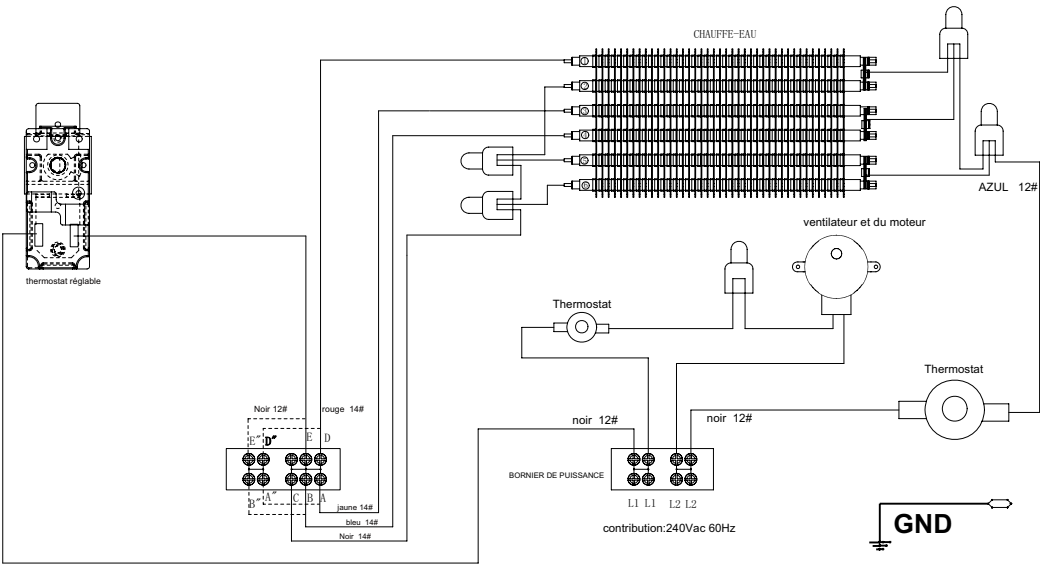 CHAUFFE-EAU
AZUL 12#
ventilateur et du moteur
thermostat réglable
Thermostat
Thermostat
Noir 12#
rouge 14#
noir 12#
noir 12#
E" D" E D
BORNIER DE PUISSANCE
B" A" C B A
L1 L1 L2 L2
jaune 14#
bleu 14#
Noir 14#
contribution:240Vac 60Hz
GND